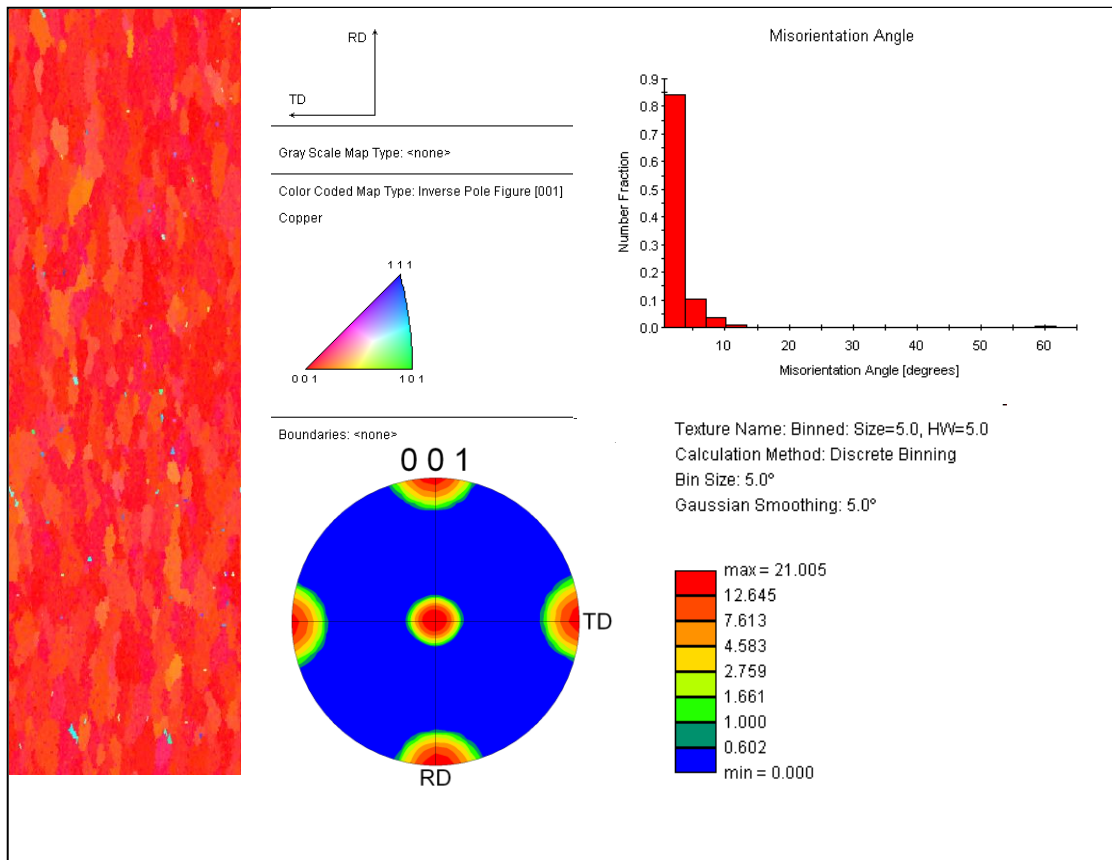 RD
TD
Gray Scale Map Type: <none>
Color Coded Map Type: Inverse Pole Figure [001]
Copper
1 1 1
0 0 1
1 0 1
Boundaries: <none>
0 0 1
TD
RD
Misorientation Angle
Number Fraction
0.9
0.8
0.7
0.6
0.5
0.4
0.3
0.2
0.1
0.0
10 20 30 40 50 60
Misorientation Angle [degrees]
Texture Name: Binned: Size=5.0, HW=5.0
Calculation Method: Discrete Binning
Bin Size: 5.0°
Gaussian Smoothing: 5.0°
max = 21.005
12.645
7.613
4.583
2.759
1.661
1.000
0.602
min = 0.000